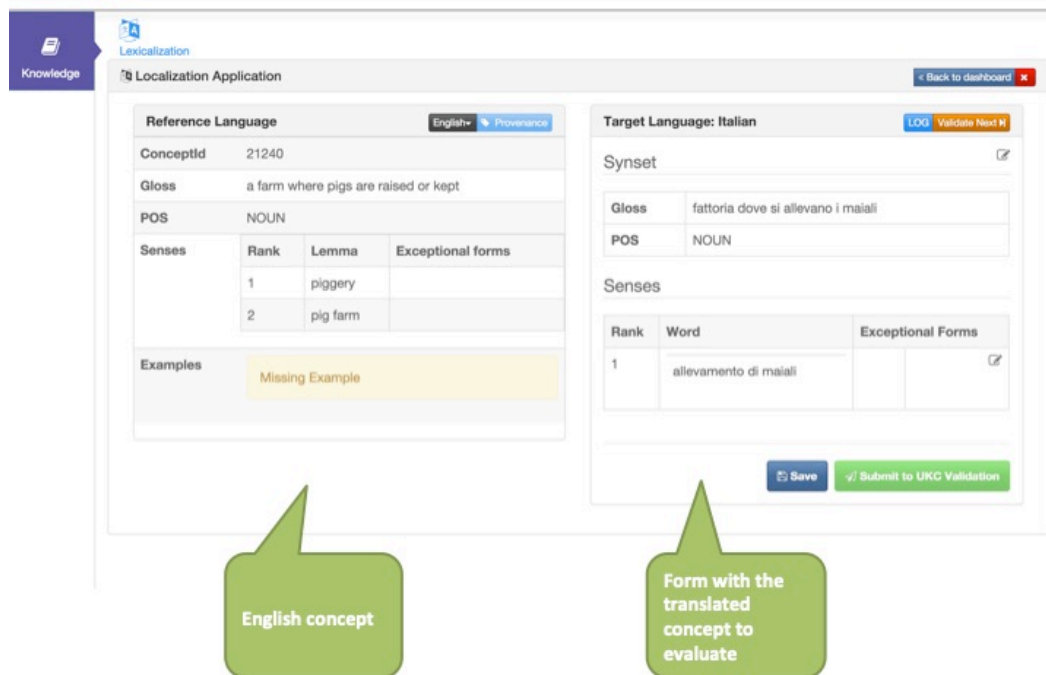 Knowledge
Lexicalization
Localization Application
< Back to dashboard
Reference Language
English
Provenance
ConceptId 21240
Gloss a farm where pigs are raised or kept
POS NOUN
Senses Rank Lemma Exceptional forms
1 piggery
2 pig farm
Examples Missing Example
Target Language: Italian
LOG Validate Next
Synset
Gloss fattoria dove si allevano i maiali
POS NOUN
Senses
Rank Word Exceptional Forms
1 allevamento di maiali
Save Submit to UKC Validation
English concept
Form with the
translated
concept to
evaluate